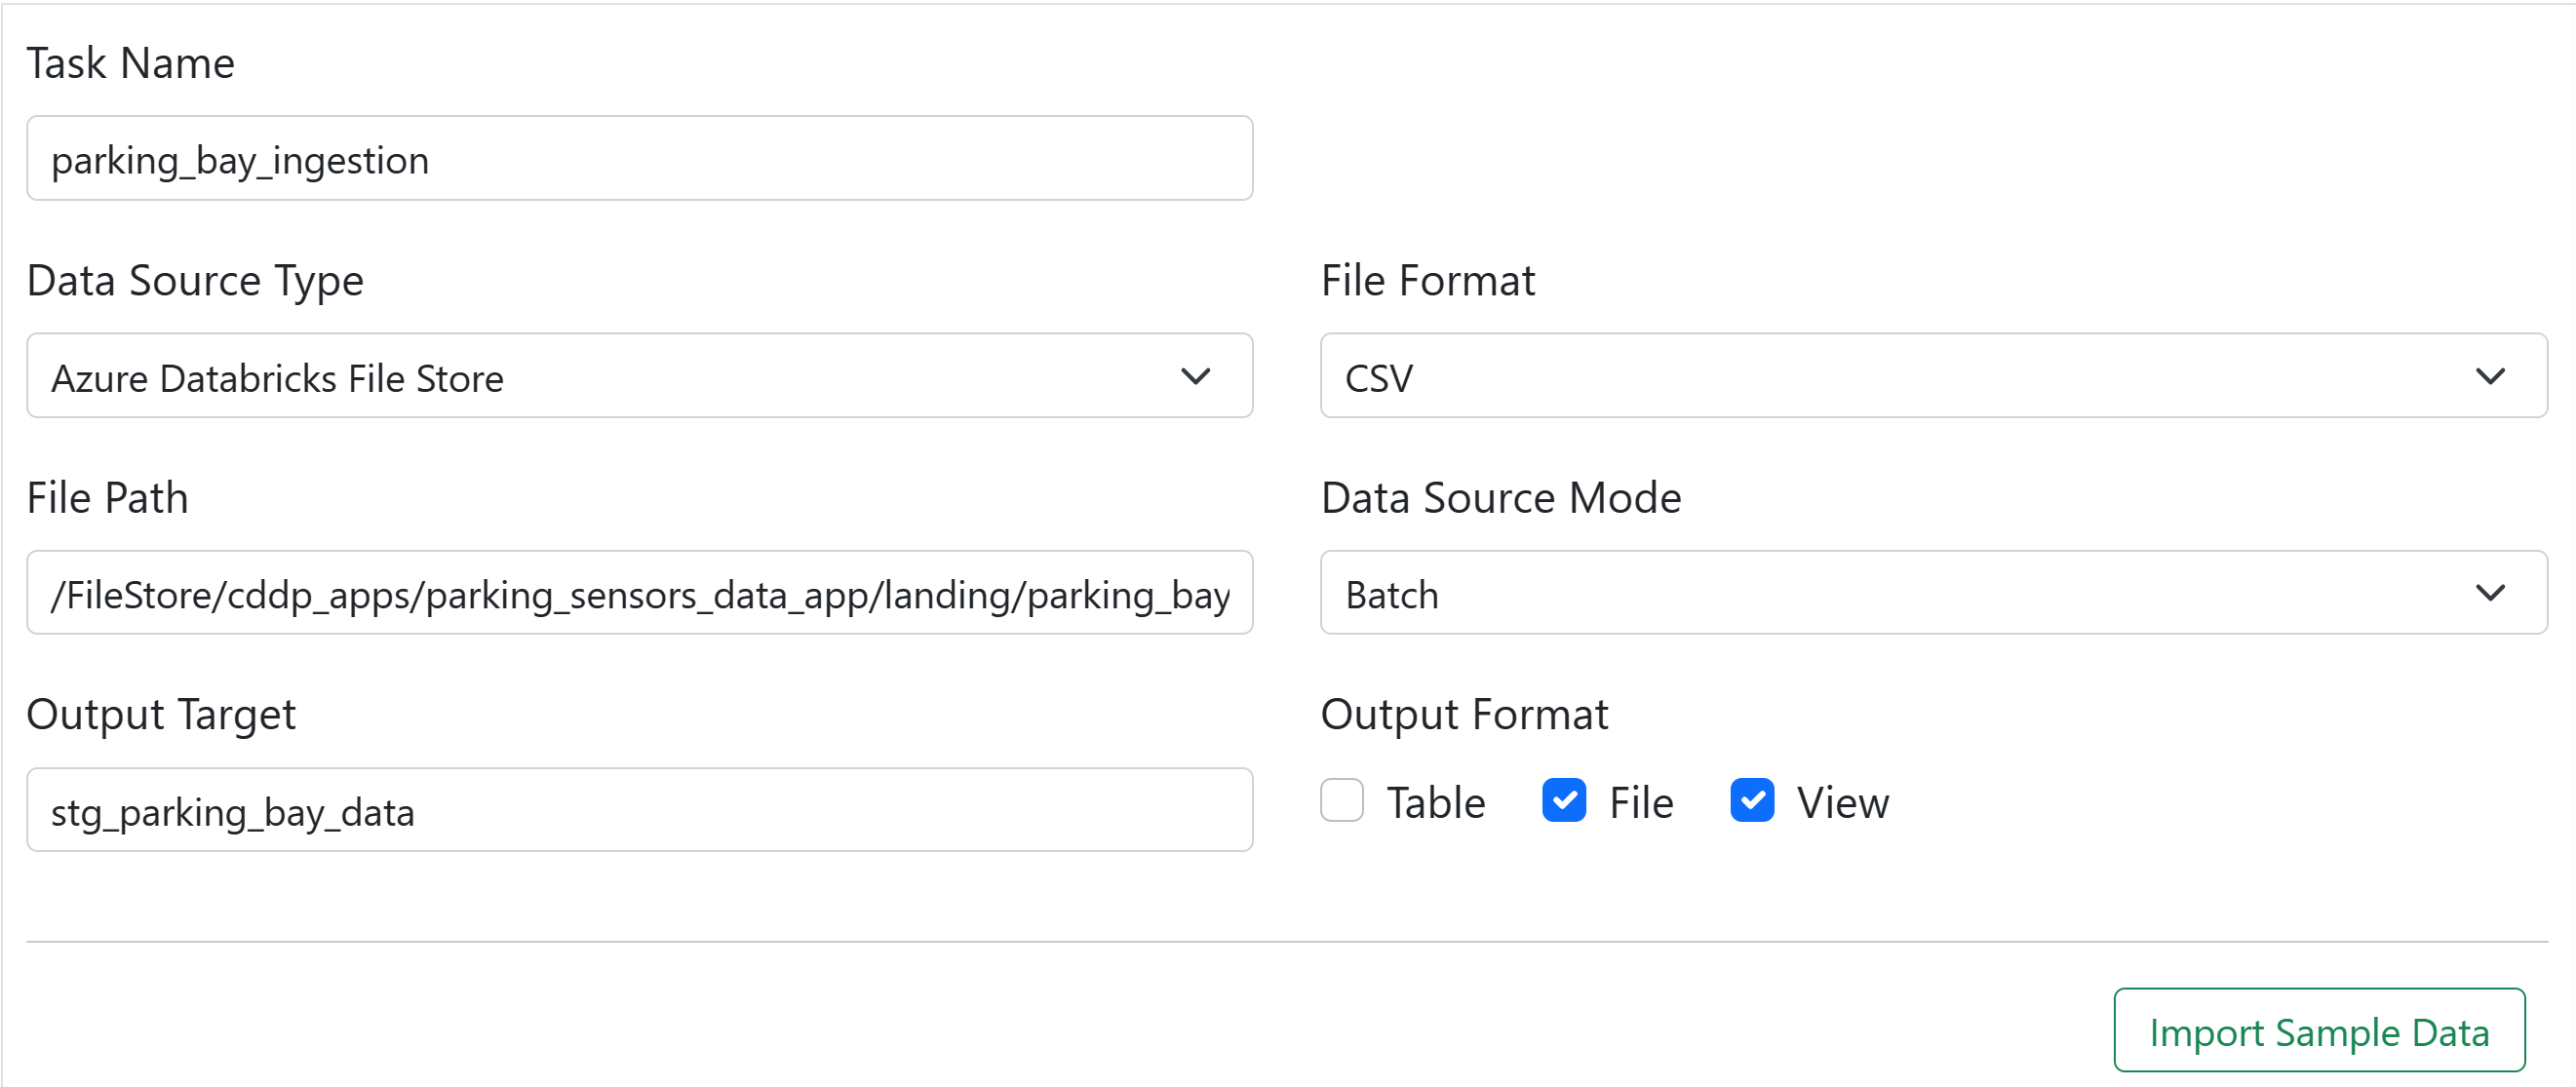 Task Name
parking_bay_ingestion
Data Source Type
File Format
Azure Databricks File Store
CSV
File Path
Data Source Mode
/FileStore/cddp_apps/parking_sensors_data_app/landing/parking_bay
Batch
Output Target
Output Format
stg_parking_bay_data
Table File View
Import Sample Data